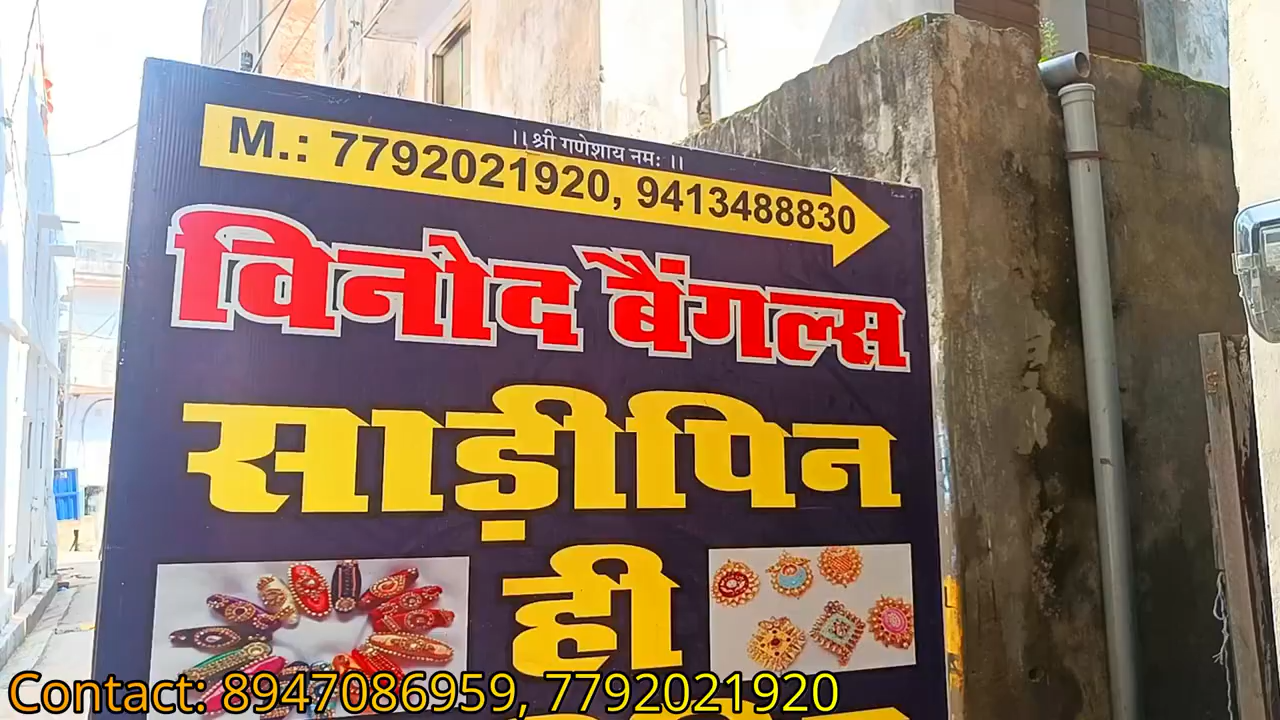 ।।श्री गणेशाय नमः ।।
M.: 7792021920, 9413488830
विनोद बैंगल्स
साड़ीपिन
ही
Contact: 8947086959, 7792021920